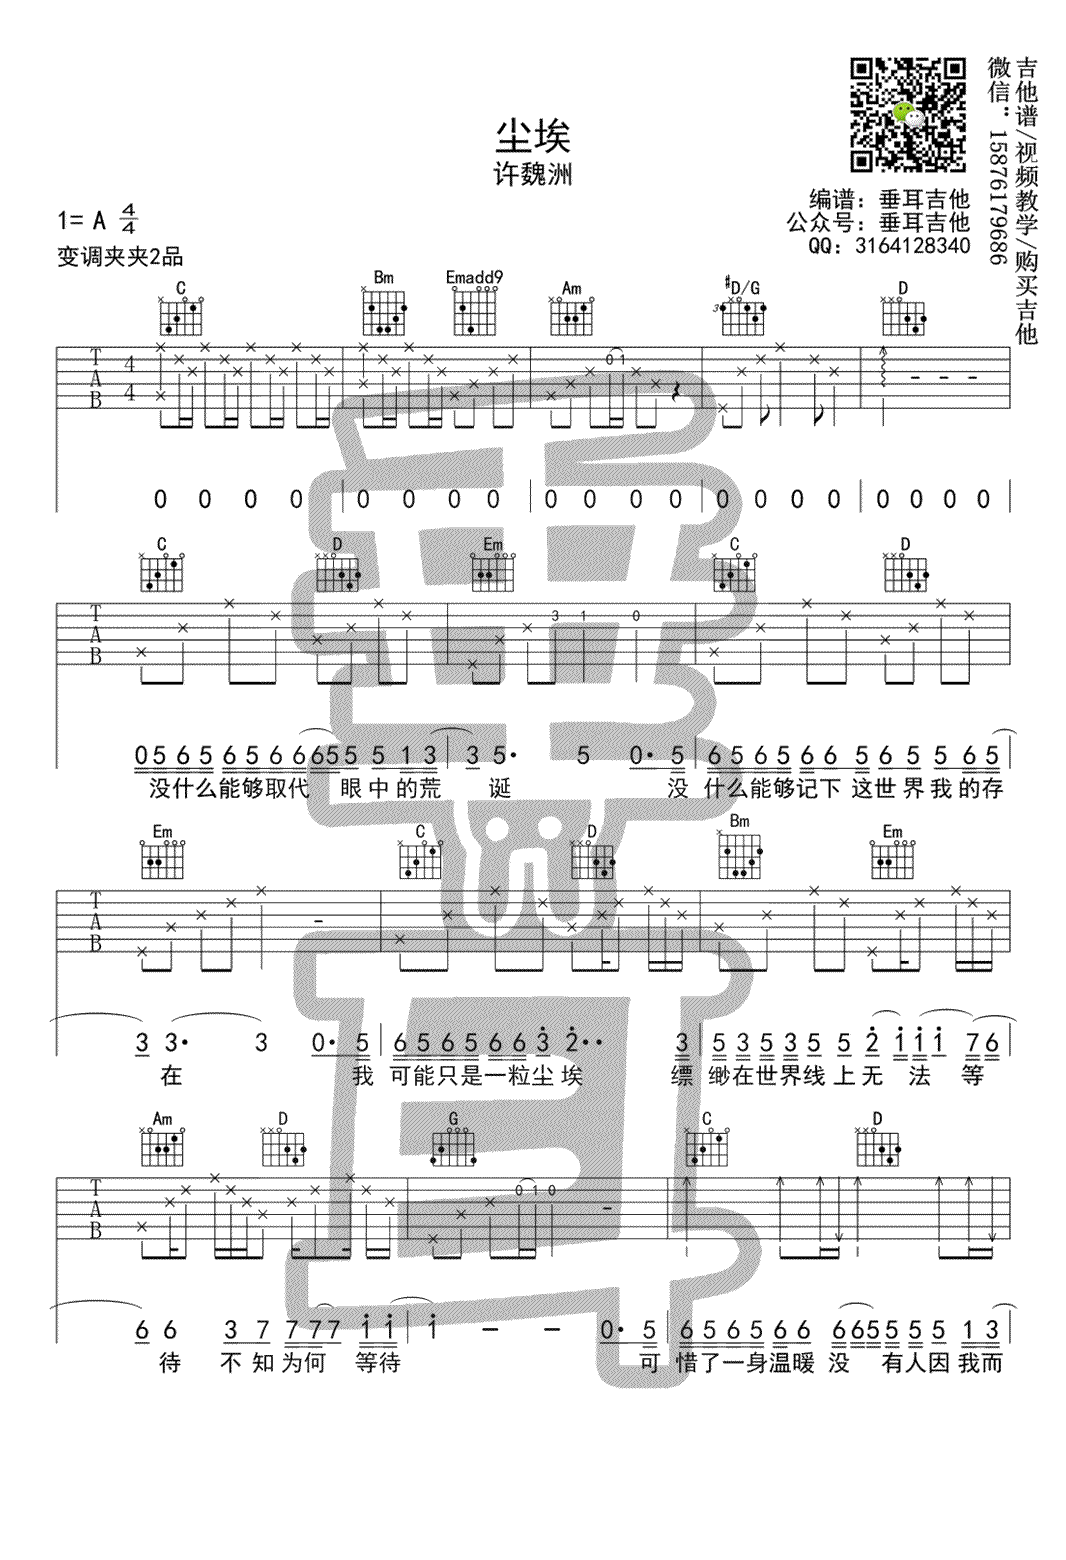 尘埃
许魏洲
吉他谱/视频教学/购买吉他
微信：15876179686
编谱：垂耳吉他
公众号：垂耳吉他
QQ：3164128340
1= A 4/4
变调夹夹2品
C Bm Emadd9 Am #D/G D
3
T A B 4 4 0 1
0 0 0 0 0 0 0 0 0 0 0 0 0 0 0 0 0 0 0 0
C D Em C D
T A B 3 1 0
0 5 6 5 6 5 6 6 6 5 5 5 1 3 3 5· 5 0· 5 6 5 6 5 6 6 5 6 5 5 6 5
没什么能够取代 眼中的荒 诞 没 什么能够记下 这世界我的存
Em C D Bm Em
T A B -
3 3· 3 0· 5 6 5 6 5 6 6 3 2·· 3 5 3 5 3 5 5 2 1 1 1 7 6
在 我 可能只是一粒尘埃 缥 缈在世界线上无 法 等
Am D G C D
T A B 0 1 0 -
6 6 3 7 7 7 7 1 1 1 - - 0· 5 6 5 6 5 6 6 6 6 5 5 5 5 1 3
待 不知为何 等待 可 惜了一身温暖 没 有人因我而